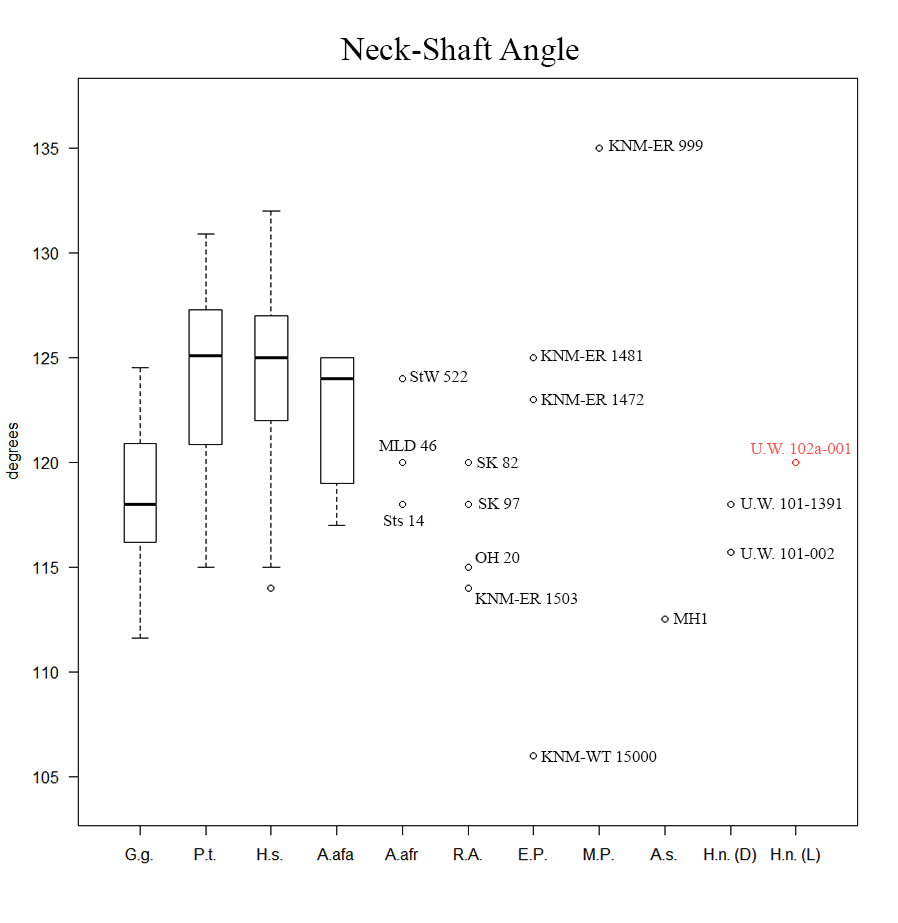 Neck-Shaft Angle
135
KNM-ER 999
130
125
KNM-ER 1481
StW 522
KNM-ER 1472
MLD 46
U.W. 102a-001
degrees
120
SK 82
SK 97
U.W. 101-1391
Sts 14
OH 20
U.W. 101-002
115
KNM-ER 1503
MH1
110
KNM-WT 15000
105
G.g. P.t. H.s. A.afa A.afr R.A. E.P. M.P. A.s. H.n. (D) H.n. (L)